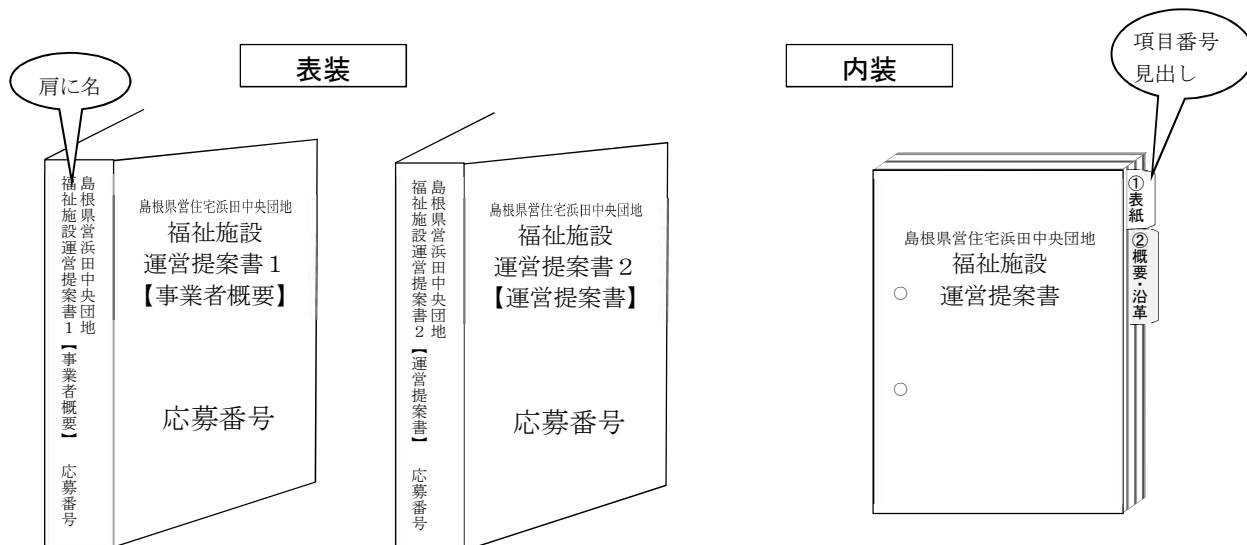 肩に名
表装
内装
項目番号
見出し
島根県営浜田中央団地
福祉施設運営提案書1【事業者概要】 応募番号
島根県営住宅浜田中央団地
福祉施設
運営提案書1
【事業者概要】
応募番号
島根県営浜田中央団地
福祉施設運営提案書2【運営提案書】 応募番号
島根県営住宅浜田中央団地
福祉施設
運営提案書2
【運営提案書】
応募番号
島根県営住宅浜田中央団地
福祉施設
運営提案書
①表紙
②概要・沿革